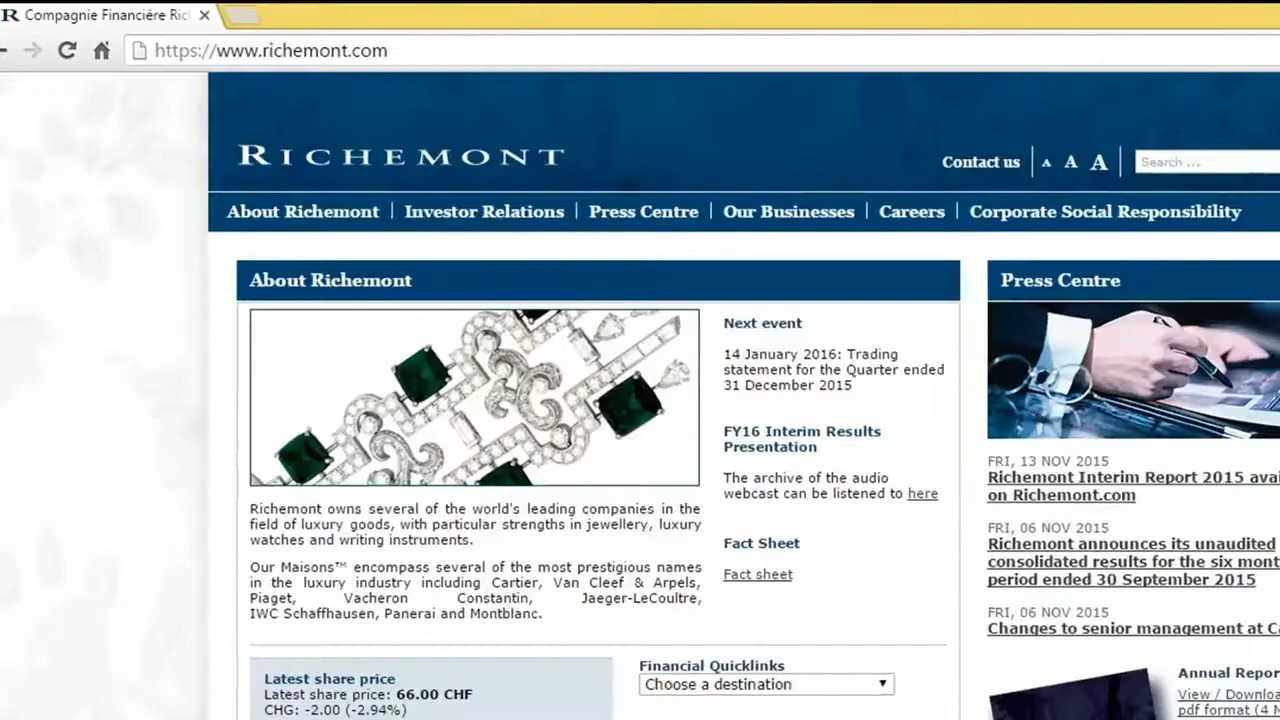 R Compagnie Financière Ric
https://www.richemont.com
RICHEMONT
Contact us A A A Search ...
About Richemont Investor Relations Press Centre Our Businesses Careers Corporate Social Responsibility
About Richemont
Next event
14 January 2016: Trading
statement for the Quarter ended
31 December 2015
FY16 Interim Results
Presentation
The archive of the audio
webcast can be listened to here
Fact Sheet
Fact sheet
Richemont owns several of the world's leading companies in the
field of luxury goods, with particular strengths in jewellery, luxury
watches and writing instruments.
Our Maisons™ encompass several of the most prestigious names
in the luxury industry including Cartier, Van Cleef & Arpels,
Piaget, Vacheron Constantin, Jaeger-LeCoultre,
IWC Schaffhausen, Panerai and Montblanc.
Latest share price
Latest share price: 66.00 CHF
CHG: -2.00 (-2.94%)
Financial Quicklinks
Choose a destination
Press Centre
FRI, 13 NOV 2015
Richemont Interim Report 2015 avai
on Richemont.com
FRI, 06 NOV 2015
Richemont announces its unaudited
consolidated results for the six mont
period ended 30 September 2015
FRI, 06 NOV 2015
Changes to senior management at Ca
Annual Repor
View / Downloa
pdf format (4 M